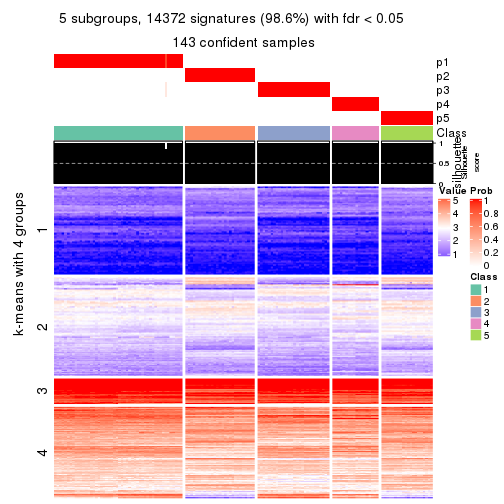 5 subgroups, 14372 signatures (98.6%) with fdr < 0.05
143 confident samples
p1
p2
p3
p4
p5
Class
1
0.5
0
silhouette
Silhouette
score
k-means with 4 groups
1
2
3
4
Value
5
4
3
2
1
Prob
1
0.8
0.6
0.4
0.2
0
Class
1
2
3
4
5